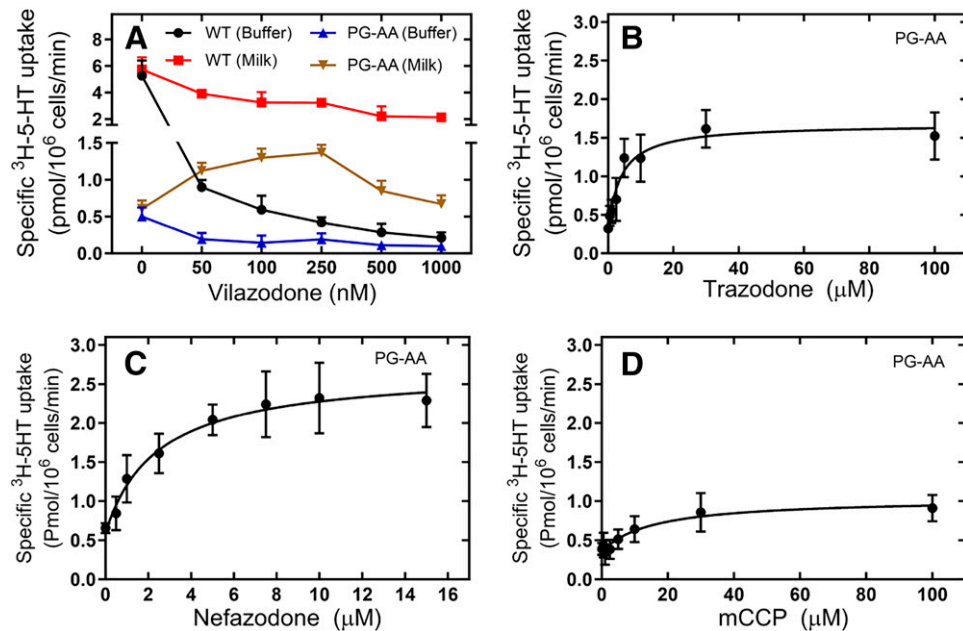 A
WT (Buffer)
PG-AA (Buffer)
WT (Milk)
PG-AA (Milk)
Specific ³H-5-HT uptake
(pmol/10⁶ cells/min)
8
6
4
2
1.5
1.0
0.5
0.0
0 50 100 250 500 1000
Vilazodone (nM)
B
PG-AA
Specific ³H-5-HT uptake
(pmol/10⁶ cells/min)
3.0
2.5
2.0
1.5
1.0
0.5
0.0
0 20 40 60 80 100
Trazodone (μM)
C
PG-AA
Specific ³H-5HT uptake
(Pmol/10⁶ cells/min)
3.0
2.5
2.0
1.5
1.0
0.5
0.0
0 2 4 6 8 10 12 14 16
Nefazodone (μM)
D
PG-AA
Specific ³H-5HT uptake
(Pmol/10⁶ cells/min)
3.0
2.5
2.0
1.5
1.0
0.5
0.0
0 20 40 60 80 100
mCCP (μM)